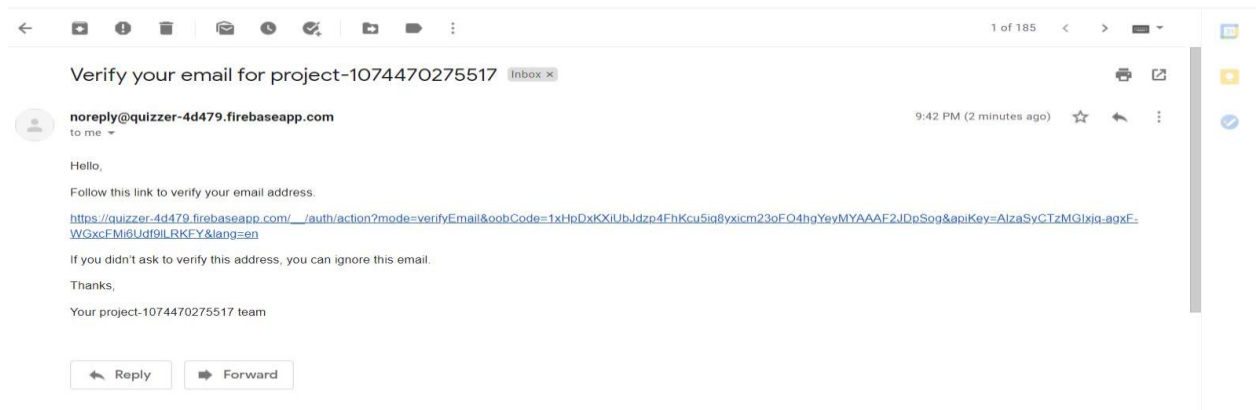 1 of 185
Verify your email for project-1074470275517 Inbox ×
noreply@quizzer-4d479.firebaseapp.com 9:42 PM (2 minutes ago)
to me
Hello,
Follow this link to verify your email address.
https://quizzer-4d479.firebaseapp.com/__/auth/action?mode=verifyEmail&oobCode=1xHpDxKXiUbJdzp4FhKcu5iq8yxicm23oFO4hgYeyMYAAAF2JDpSog&apiKey=AIzaSyCTzMGIxjq-agxF-
WGxcFMi6Udf9ILRKFY&lang=en
If you didn't ask to verify this address, you can ignore this email.
Thanks,
Your project-1074470275517 team
Reply Forward